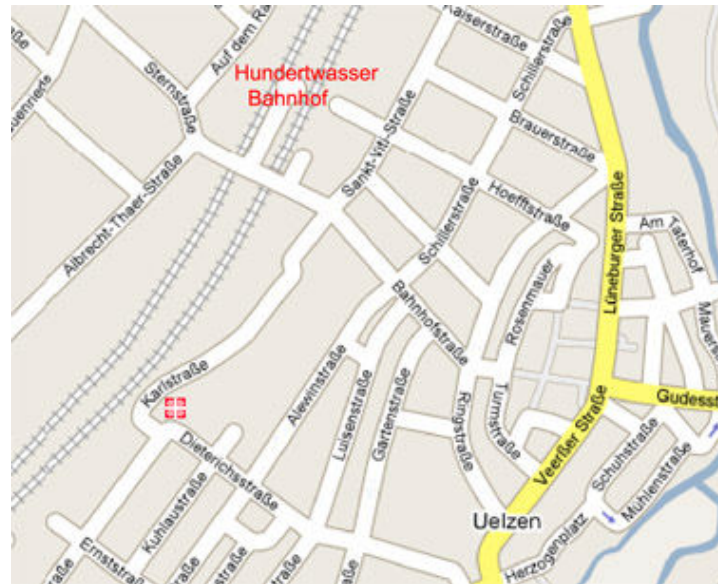 Kaiserstraße
Schillerstraße
Auf dem Ra
Sternstraße
Hundertwasser
Bahnhof
Brauerstraße
Sankt-Viti-Straße
Hoefftstraße
Albrecht-Thaer-Straße
Schillerstraße
Lüneburger Straße
Am Taterhof
Bahnhofstraße
Rosenmauer
Mauers
Karlstraße
Alewinstraße
Luisenstraße
Gartenstraße
Ringstraße
Turmstraße
Gudesst
Veerßer Straße
Dieterichsstraße
Schuhstraße
Mühlenstraße
Kuhlaustraße
Uelzen
Ernststraße
Herzogenplatz